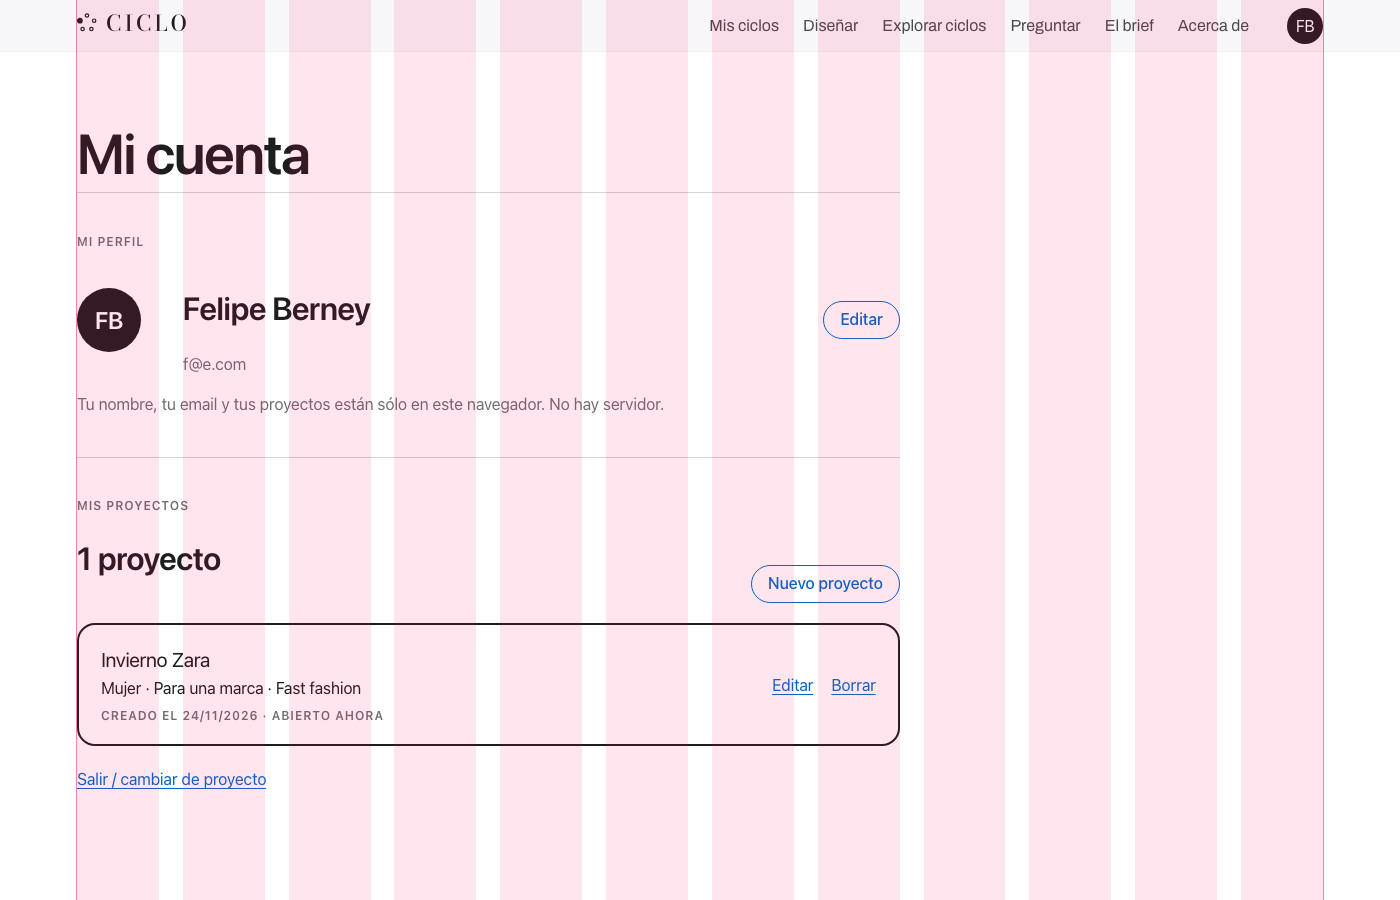 CICLO
Mis ciclos Diseñar Explorar ciclos Preguntar El brief Acerca de FB
Mi cuenta
MI PERFIL
FB
Felipe Berney
Editar
f@e.com
Tu nombre, tu email y tus proyectos están sólo en este navegador. No hay servidor.
MIS PROYECTOS
1 proyecto
Nuevo proyecto
Invierno Zara
Mujer · Para una marca · Fast fashion
Editar Borrar
CREADO EL 24/11/2026 · ABIERTO AHORA
Salir / cambiar de proyecto